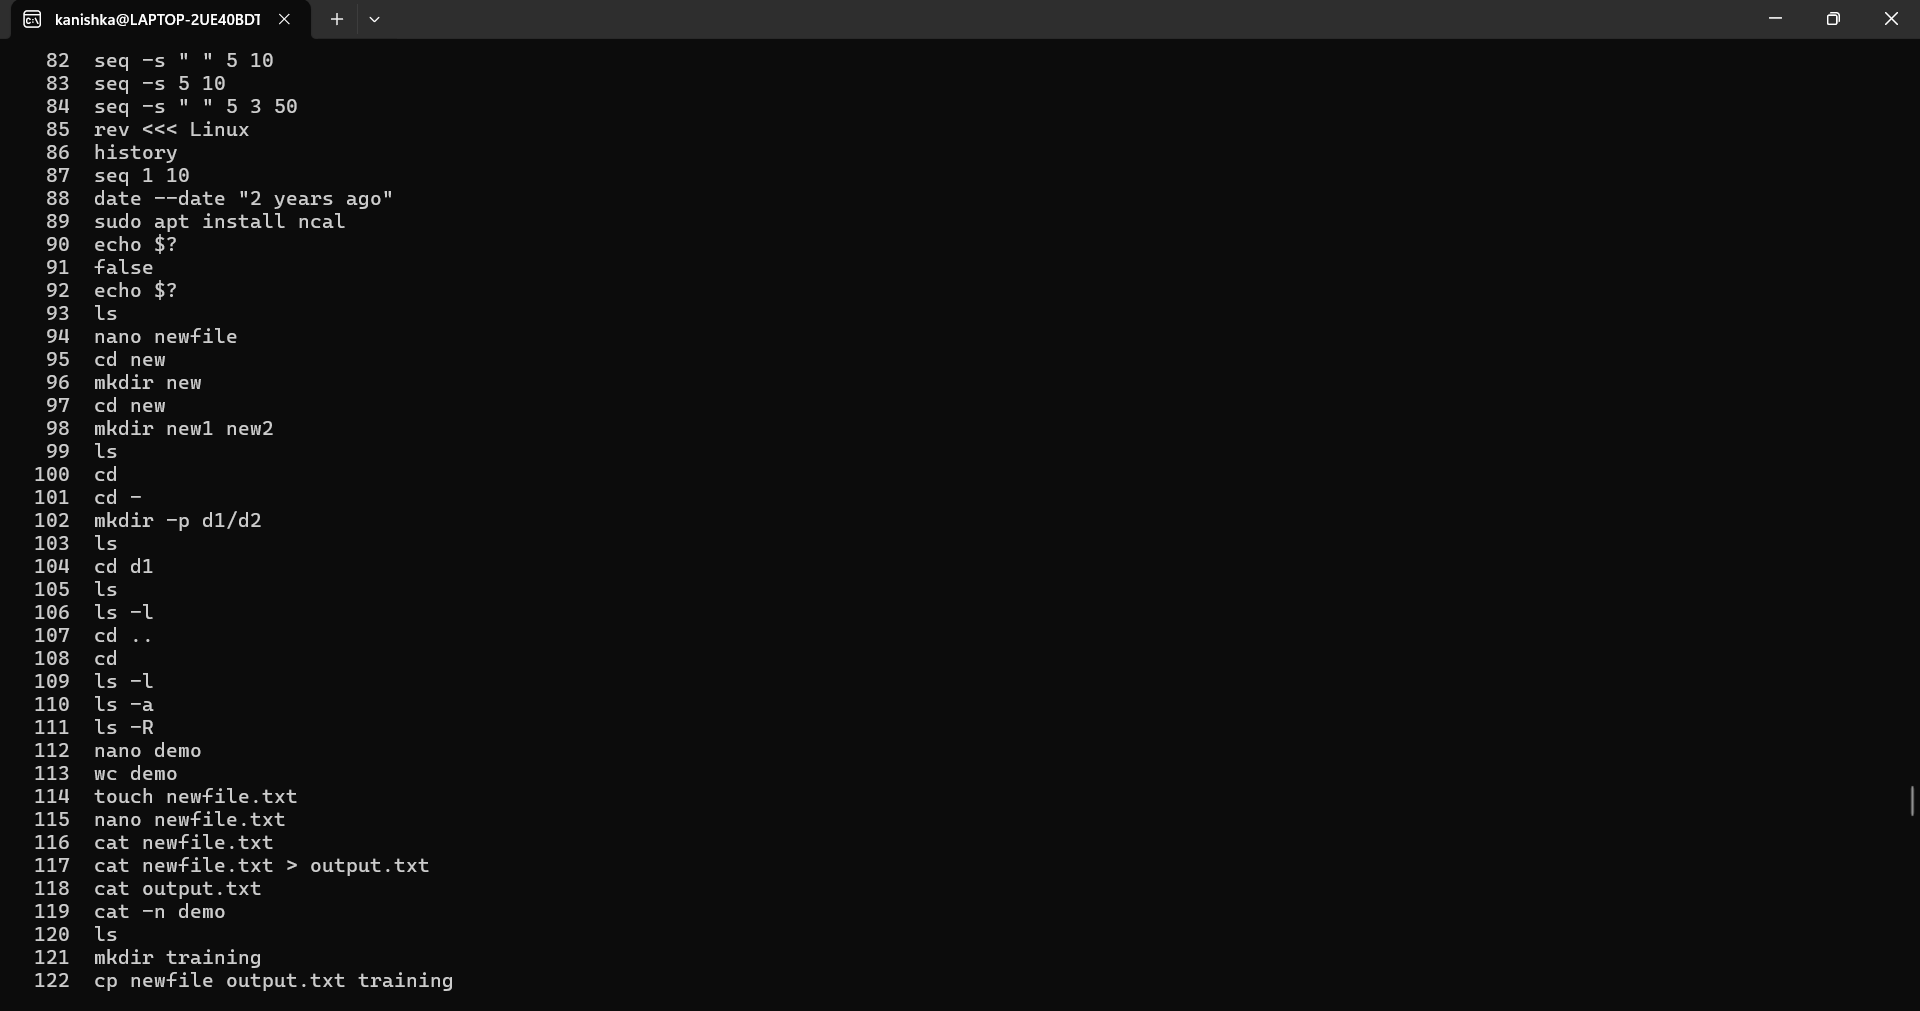 kanishka@LAPTOP-2UE40BDT
82 seq -s " " 5 10
83 seq -s 5 10
84 seq -s " " 5 3 50
85 rev <<< Linux
86 history
87 seq 1 10
88 date --date "2 years ago"
89 sudo apt install ncal
90 echo $?
91 false
92 echo $?
93 ls
94 nano newfile
95 cd new
96 mkdir new
97 cd new
98 mkdir new1 new2
99 ls
100 cd
101 cd -
102 mkdir -p d1/d2
103 ls
104 cd d1
105 ls
106 ls -l
107 cd ..
108 cd
109 ls -l
110 ls -a
111 ls -R
112 nano demo
113 wc demo
114 touch newfile.txt
115 nano newfile.txt
116 cat newfile.txt
117 cat newfile.txt > output.txt
118 cat output.txt
119 cat -n demo
120 ls
121 mkdir training
122 cp newfile output.txt training